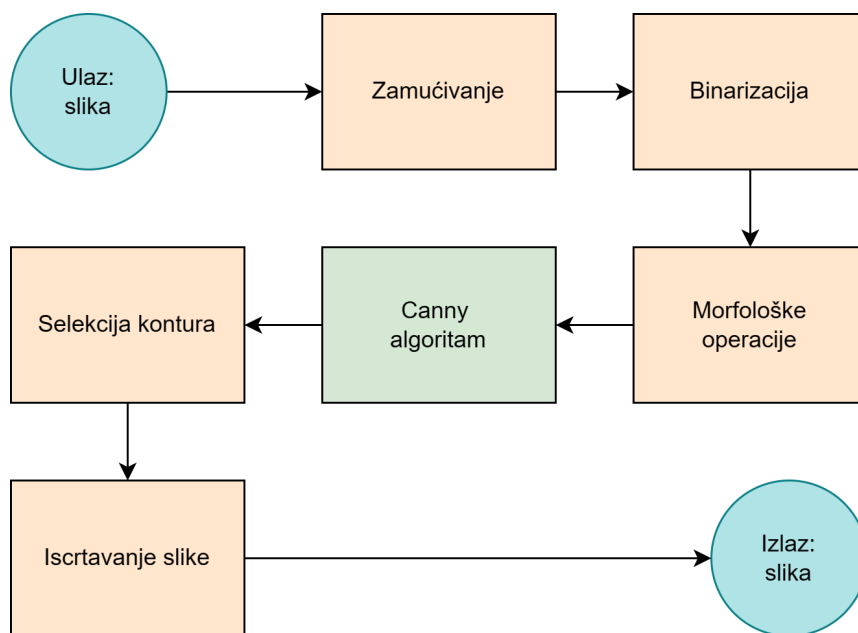 Ulaz:
slika
Zamućivanje
Binarizacija
Morfološke
operacije
Canny
algoritam
Selekcija kontura
Iscrtavanje slike
Izlaz:
slika